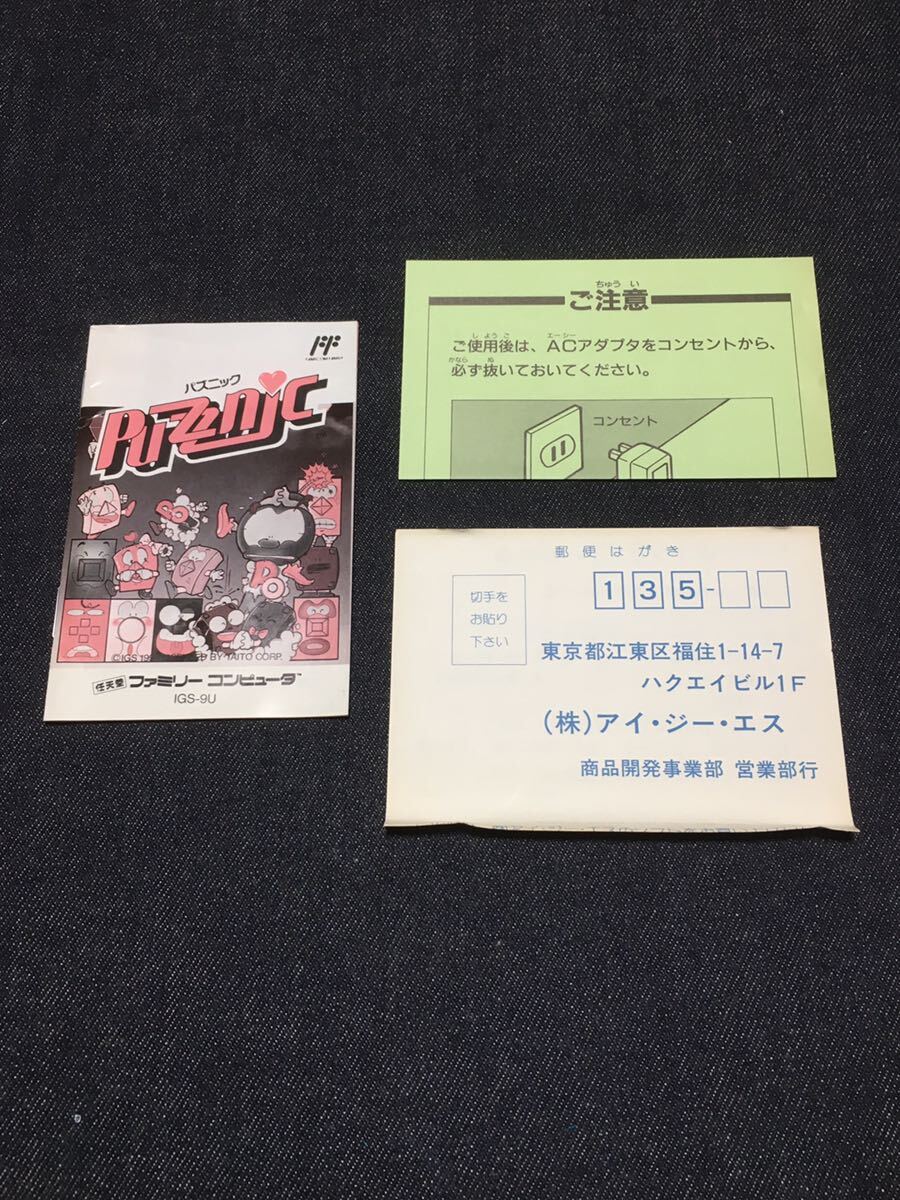 パズニック
PUZZNIC
任天堂 ファミリー コンピュータ
IGS-9U
ちゅう い
ご注意
し よう ご エーシー
ご使用後は、ACアダプタをコンセントから、
かなら ぬ
必ず抜いておいてください。
コンセント
郵便はがき
切手を
お貼り
下さい
135-
東京都江東区福住1-14-7
ハクエイビル1F
(株)アイ・ジー・エス
商品開発事業部 営業部行
©IGS BY TAITO CORP.